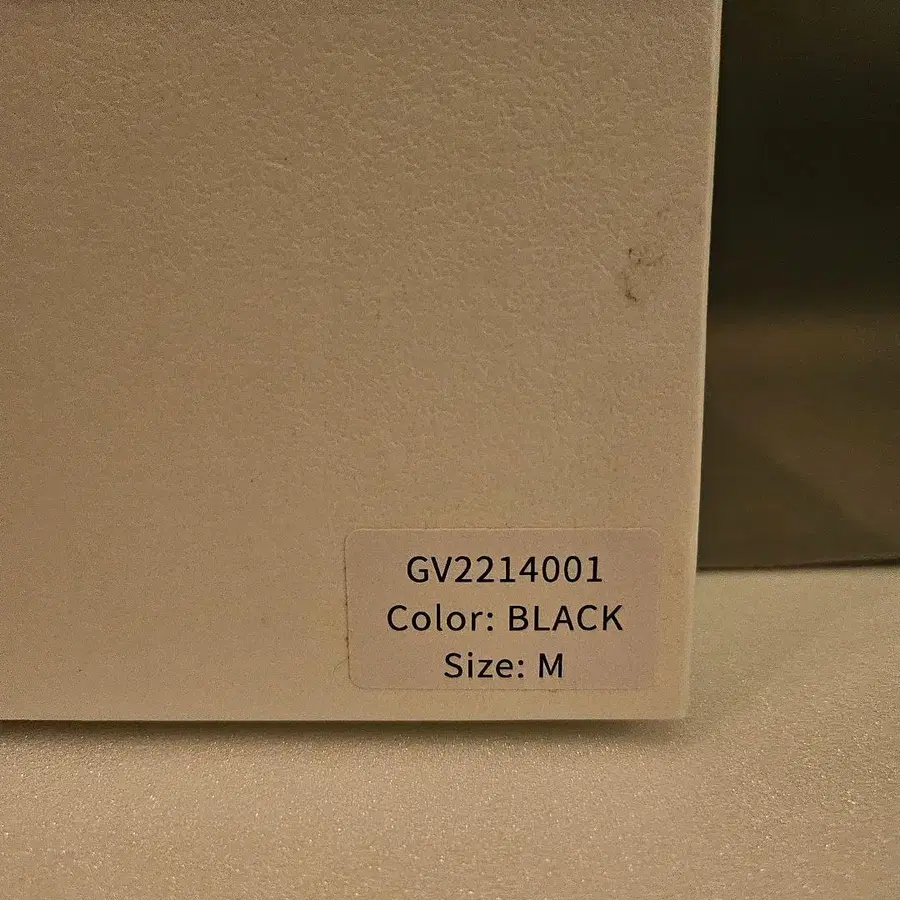 GV2214001
Color: BLACK
Size: M